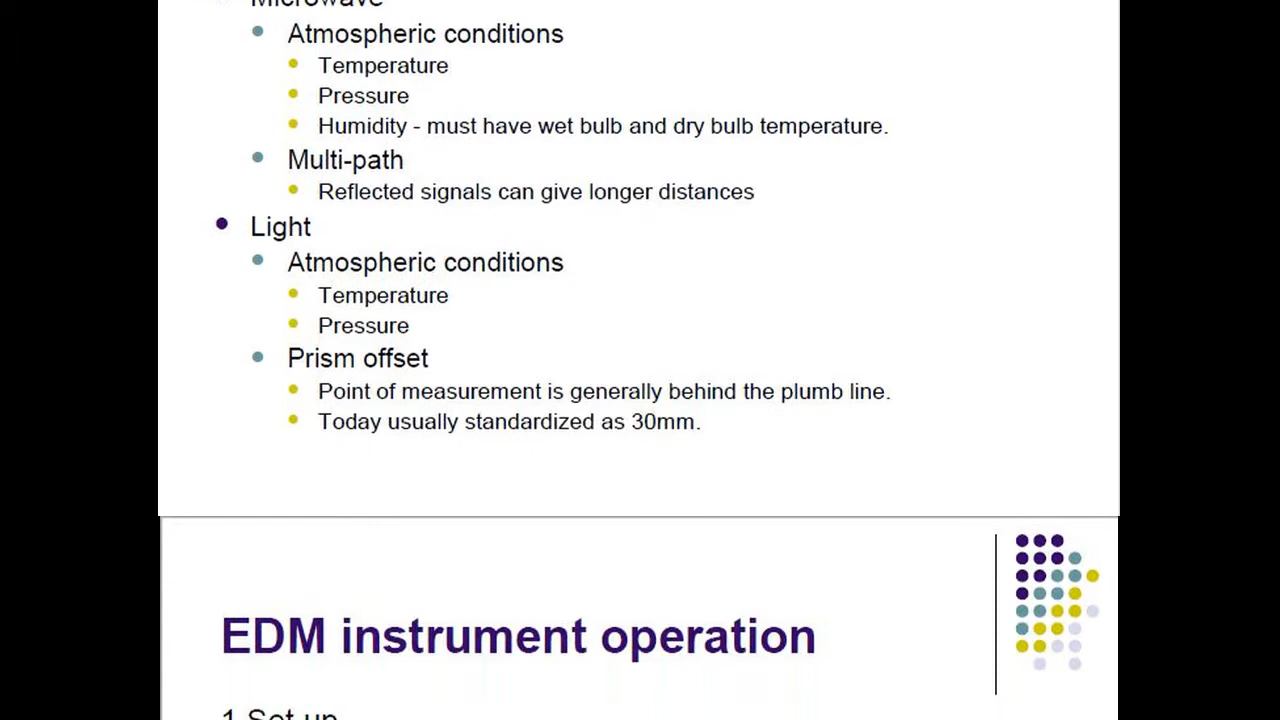 Microwave
Atmospheric conditions
Temperature
Pressure
Humidity - must have wet bulb and dry bulb temperature.
Multi-path
Reflected signals can give longer distances
Light
Atmospheric conditions
Temperature
Pressure
Prism offset
Point of measurement is generally behind the plumb line.
Today usually standardized as 30mm.
EDM instrument operation
1 Set up